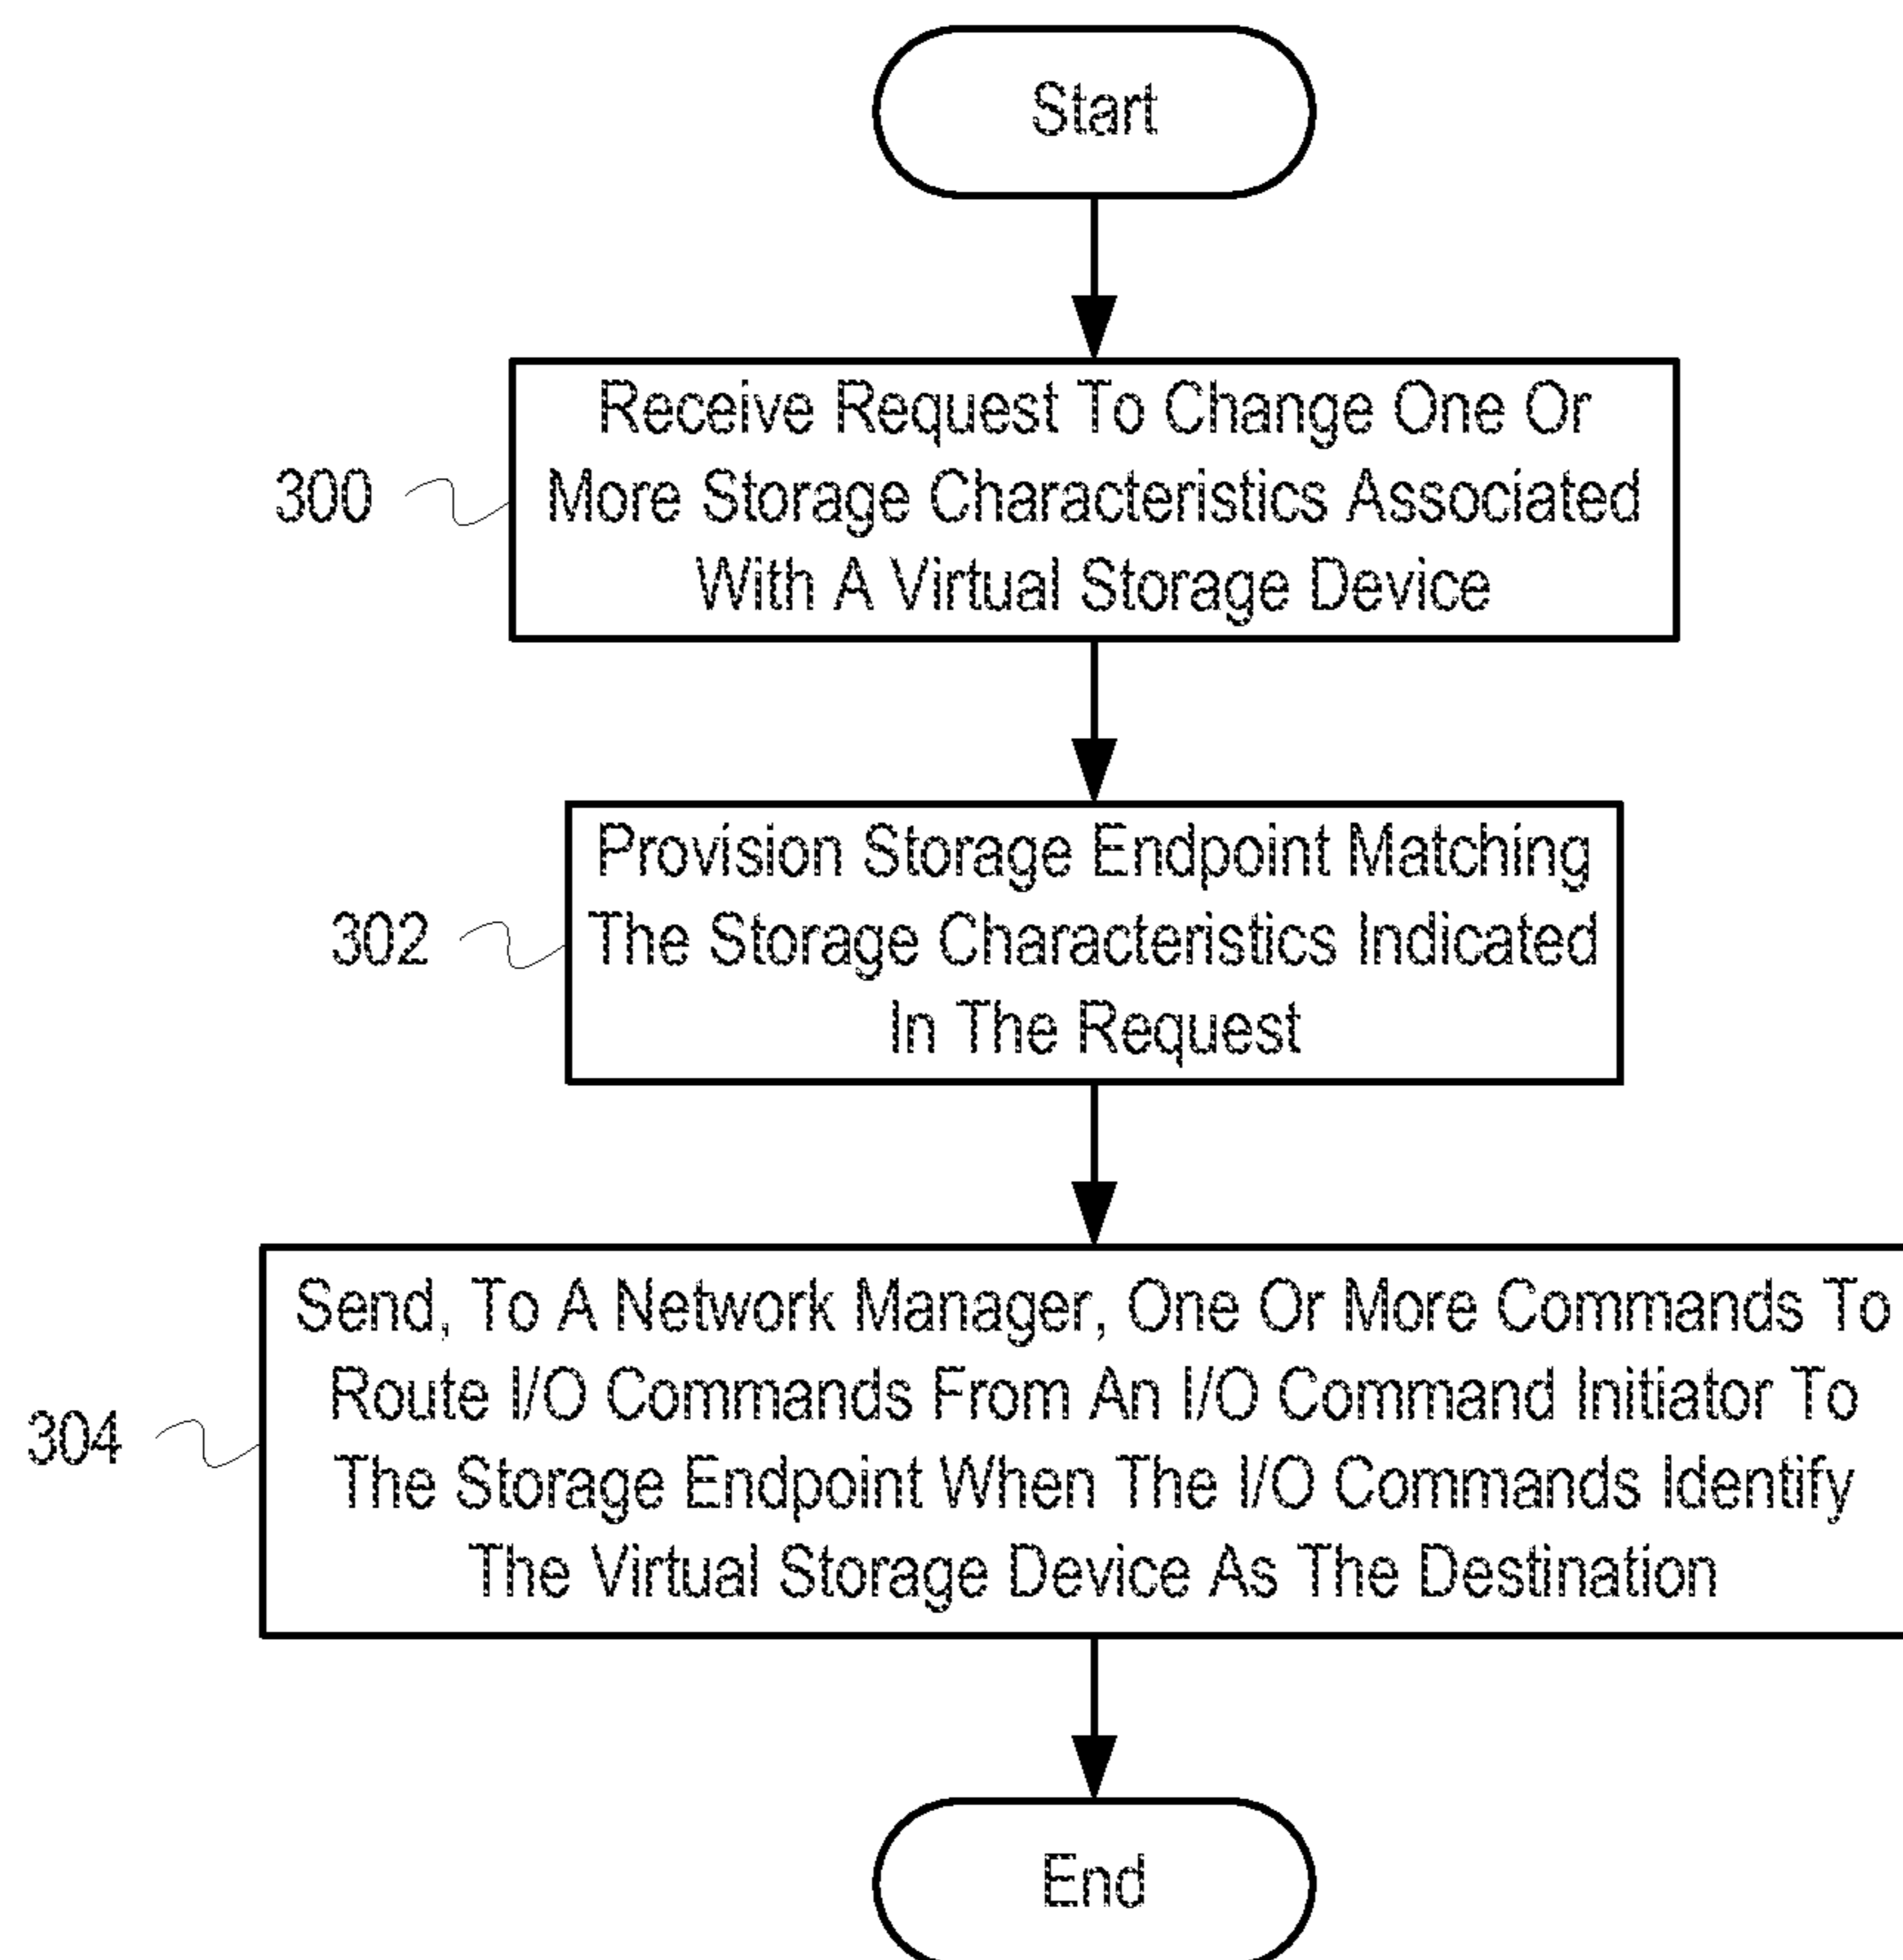 Start
Receive Request To Change One Or
More Storage Characteristics Associated
With A Virtual Storage Device
300
Provision Storage Endpoint Matching
The Storage Characteristics Indicated
In The Request
302
Send, To A Network Manager, One Or More Commands To
Route I/O Commands From An I/O Command Initiator To
The Storage Endpoint When The I/O Commands Identify
The Virtual Storage Device As The Destination
304
End